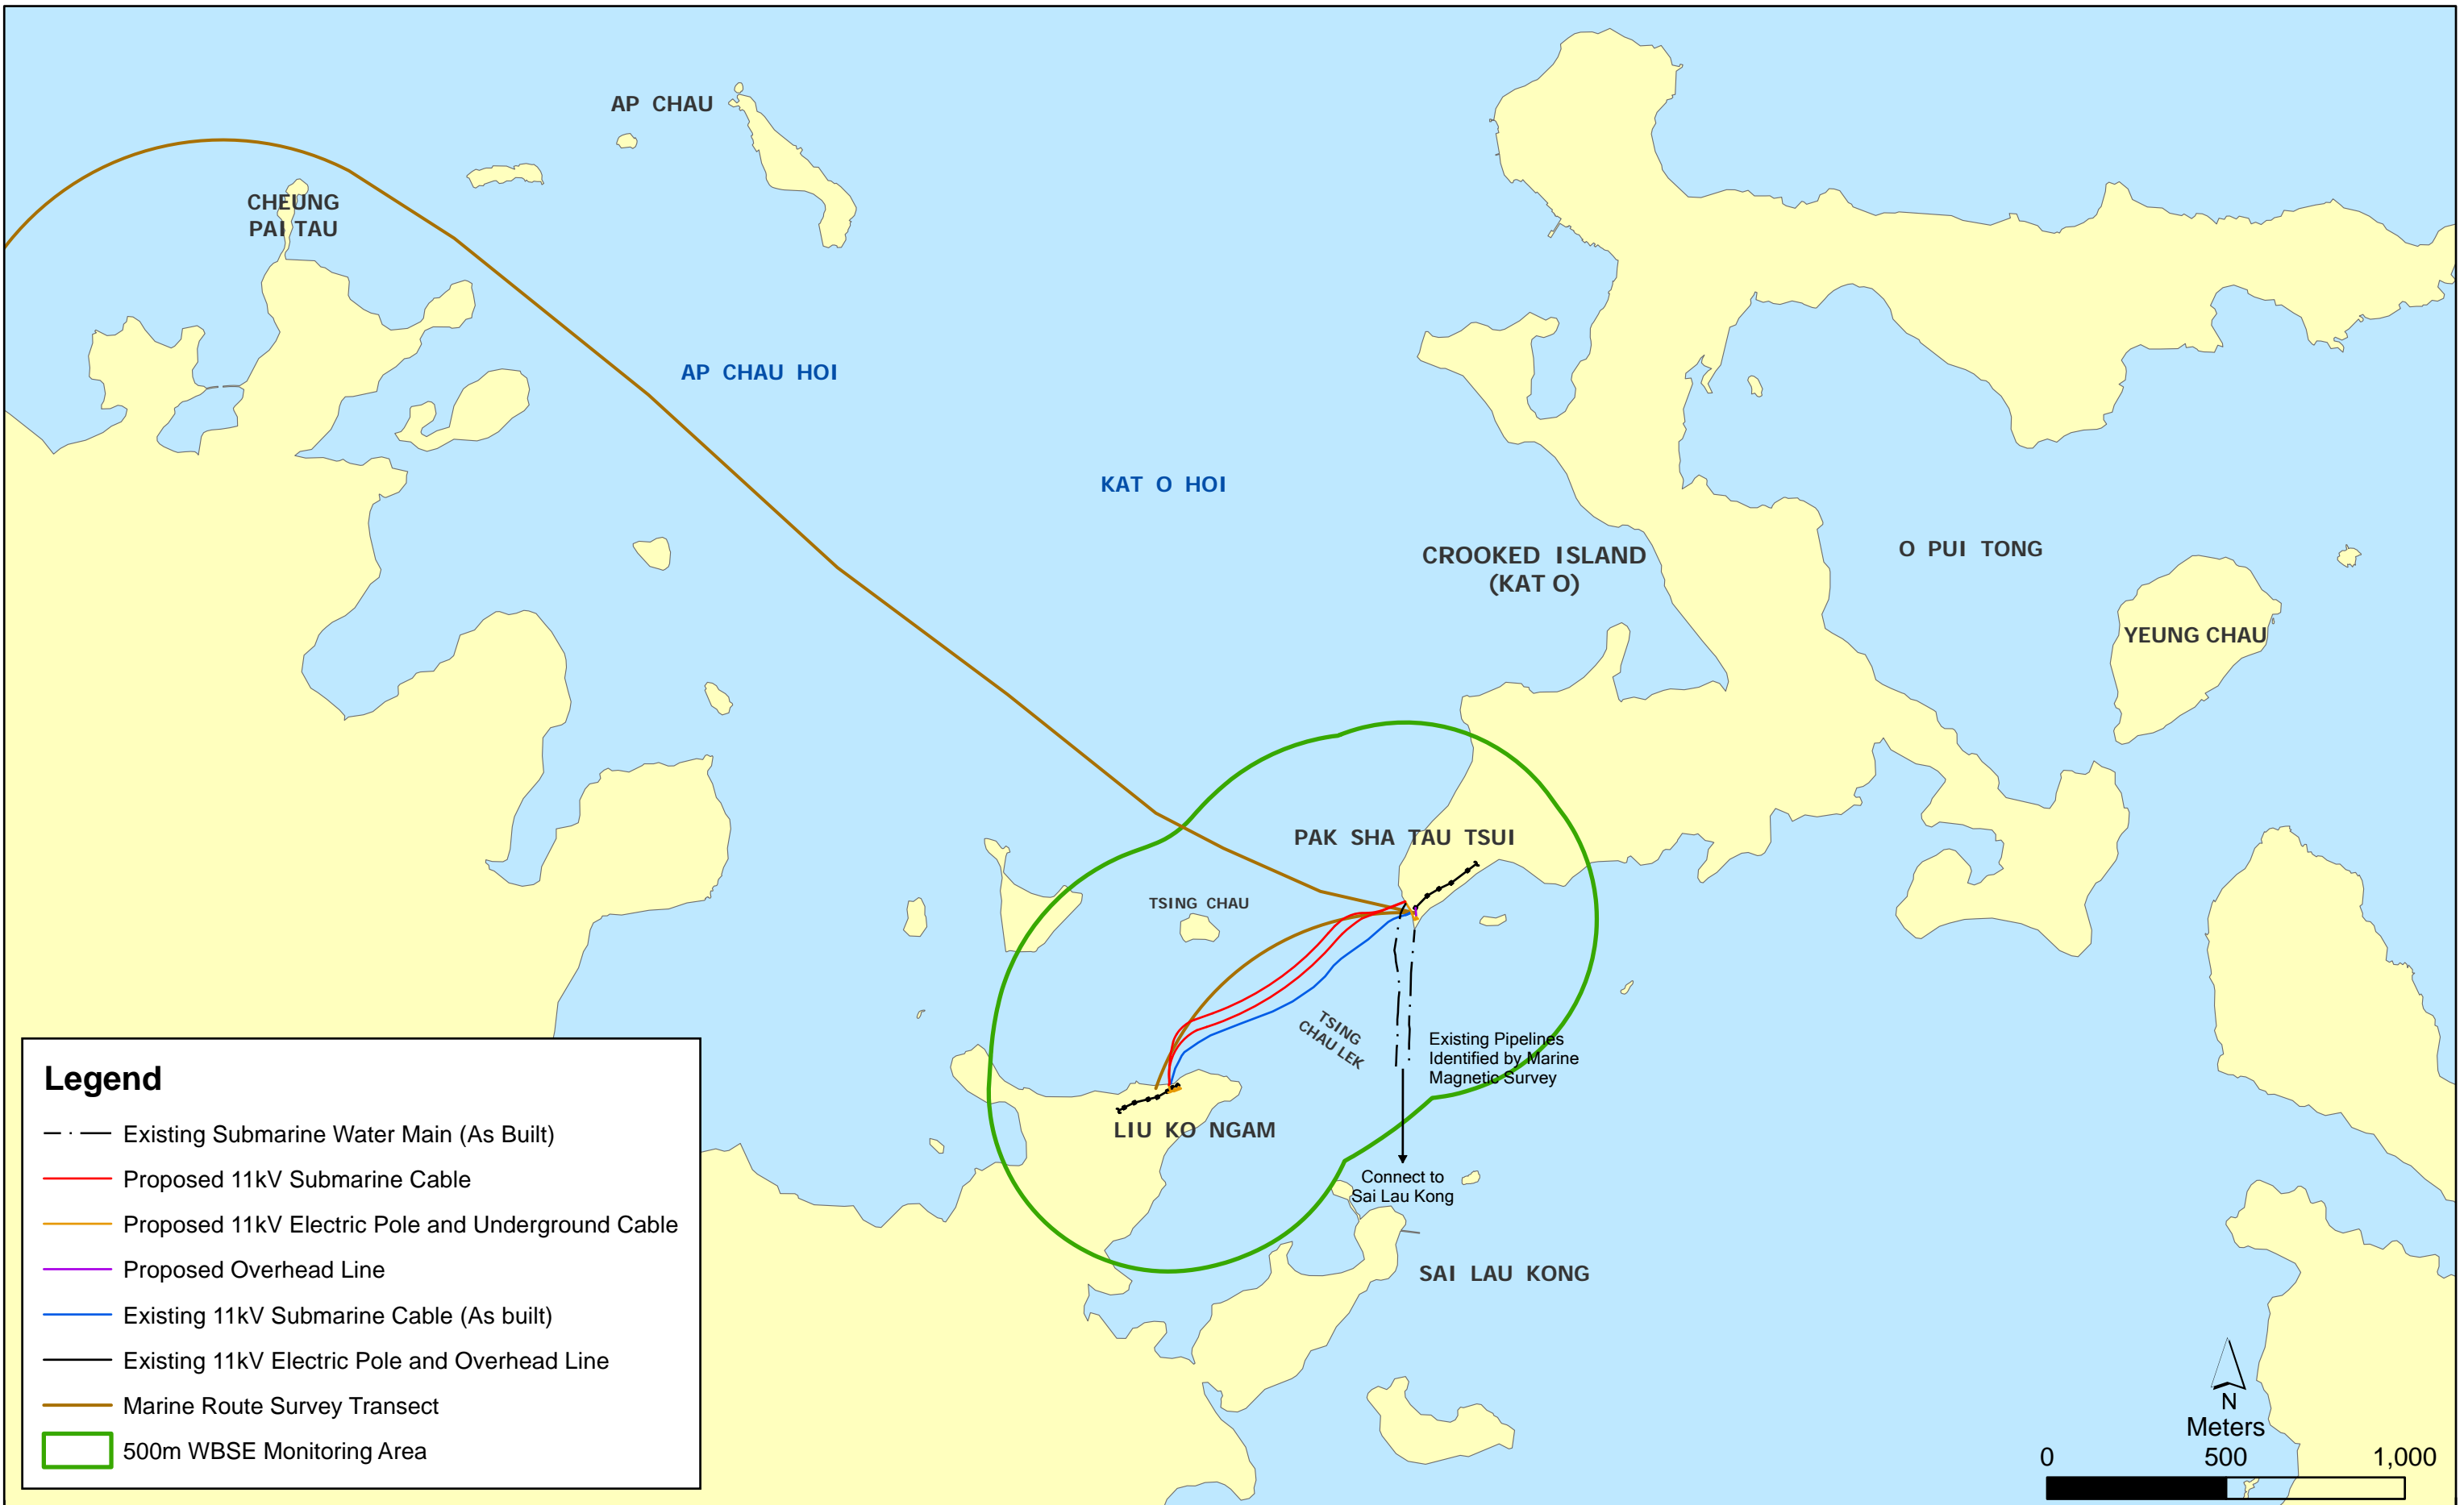 AP CHAU
CHEUNG
PAI TAU
AP CHAU HOI
KAT O HOI
CROOKED ISLAND
(KAT O)
O PUI TONG
YEUNG CHAU
PAK SHA TAU TSUI
TSING CHAU
TSING
CHAU LEK
Existing Pipelines
Identified by Marine
Magnetic Survey
LIU KO NGAM
Connect to
Sai Lau Kong
SAI LAU KONG
Legend
Existing Submarine Water Main (As Built)
Proposed 11kV Submarine Cable
Proposed 11kV Electric Pole and Underground Cable
Proposed Overhead Line
Existing 11kV Submarine Cable (As built)
Existing 11kV Electric Pole and Overhead Line
Marine Route Survey Transect
500m WBSE Monitoring Area
N
Meters
0 500 1,000